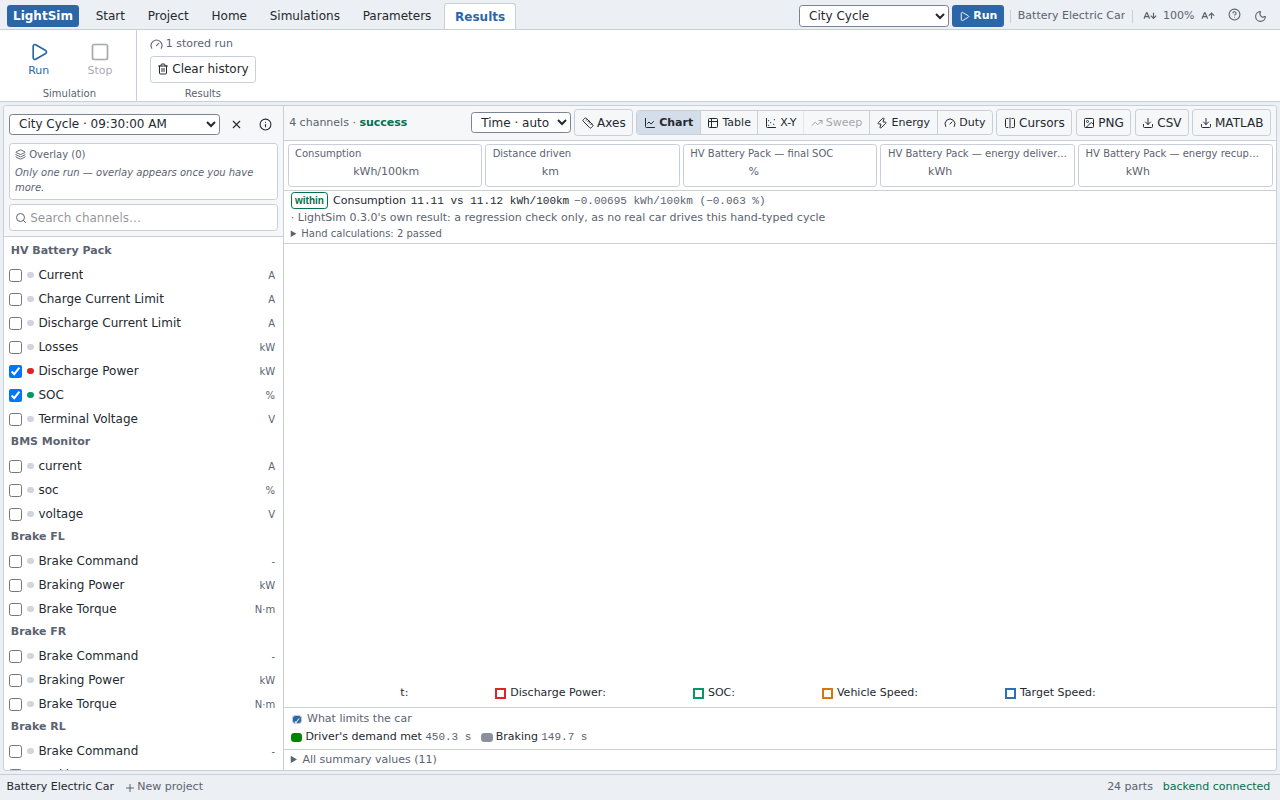 LightSim Start Project Home Simulations Parameters Results City Cycle Run Battery Electric Car A 100% A
Run Stop 1 stored run
Clear history
Simulation Results
City Cycle · 09:30:00 AM
4 channels · success Time · auto Axes Chart Table X-Y Sweep Energy Duty Cursors PNG CSV MATLAB
Overlay (0)
Only one run — overlay appears once you have
more.
Search channels…
Consumption
kWh/100km
Distance driven
km
HV Battery Pack — final SOC
%
HV Battery Pack — energy deliver…
kWh
HV Battery Pack — energy recup…
kWh
within Consumption 11.11 vs 11.12 kWh/100km −0.00695 kWh/100km (−0.063 %)
· LightSim 0.3.0's own result: a regression check only, as no real car drives this hand-typed cycle
Hand calculations: 2 passed
HV Battery Pack
Current A
Charge Current Limit A
Discharge Current Limit A
Losses kW
Discharge Power kW
SOC %
Terminal Voltage V
BMS Monitor
current A
soc %
voltage V
Brake FL
Brake Command -
Braking Power kW
Brake Torque N·m
Brake FR
Brake Command -
Braking Power kW
Brake Torque N·m
Brake RL
Brake Command -
t: Discharge Power: SOC: Vehicle Speed: Target Speed:
What limits the car
Driver's demand met 450.3 s Braking 149.7 s
All summary values (11)
Battery Electric Car New project 24 parts backend connected